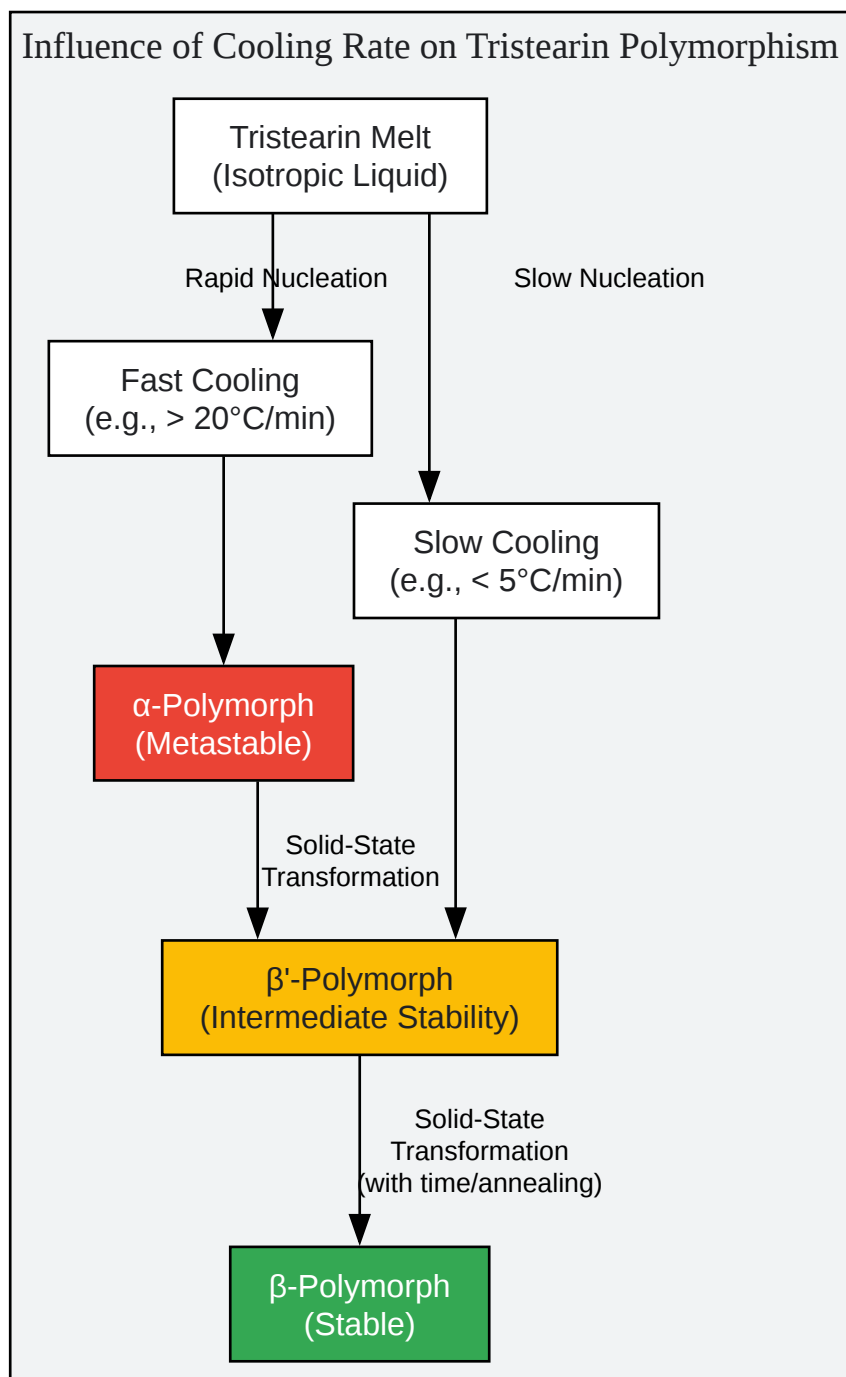 Influence of Cooling Rate on Tristearin Polymorphism
Tristearin Melt
(Isotropic Liquid)
Rapid Nucleation
Slow Nucleation
Fast Cooling
(e.g., > 20°C/min)
Slow Cooling
(e.g., < 5°C/min)
α-Polymorph
(Metastable)
Solid-State
Transformation
β'-Polymorph
(Intermediate Stability)
Solid-State
Transformation
(with time/annealing)
β-Polymorph
(Stable)